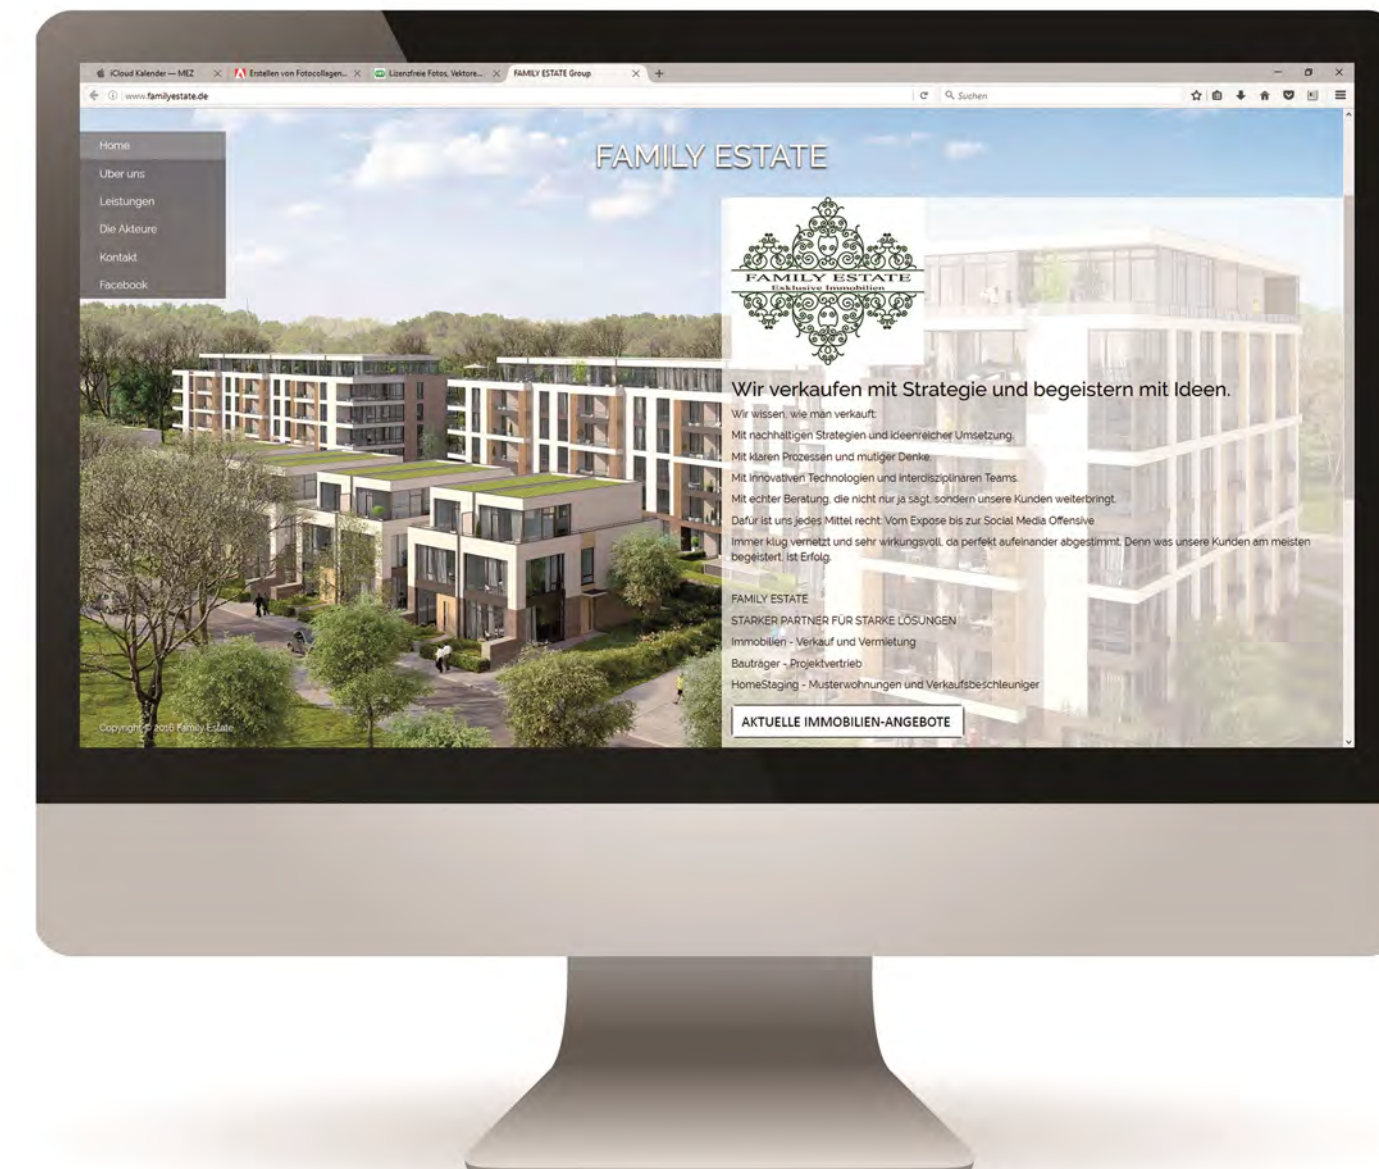 iCloud Kalender — MEZ
Erstellen von Fotocollagen...
Lizenzfreie Fotos, Vektore...
FAMILY ESTATE Group
www.familyestate.de
Suchen
FAMILY ESTATE
Home
Über uns
Leistungen
Die Akteure
Kontakt
Facebook
FAMILY ESTATE
Exklusive Immobilien
Wir verkaufen mit Strategie und begeistern mit Ideen.
Wir wissen, wie man verkauft:
Mit nachhaltigen Strategien und ideenreicher Umsetzung.
Mit klaren Prozessen und mutiger Denke.
Mit innovativen Technologien und interdisziplinären Teams.
Mit echter Beratung, die nicht nur ja sagt, sondern unsere Kunden weiterbringt.
Dafür ist uns jedes Mittel recht: Vom Expose bis zur Social Media Offensive
Immer klug vernetzt und sehr wirkungsvoll, da perfekt aufeinander abgestimmt. Denn was unsere Kunden am meisten
begeistert, ist Erfolg.
FAMILY ESTATE
STARKER PARTNER FÜR STARKE LÖSUNGEN
Immobilien - Verkauf und Vermietung
Bauträger - Projektvertrieb
HomeStaging - Musterwohnungen und Verkaufsbeschleuniger
AKTUELLE IMMOBILIEN-ANGEBOTE
Copyright © 2016 Family Estate